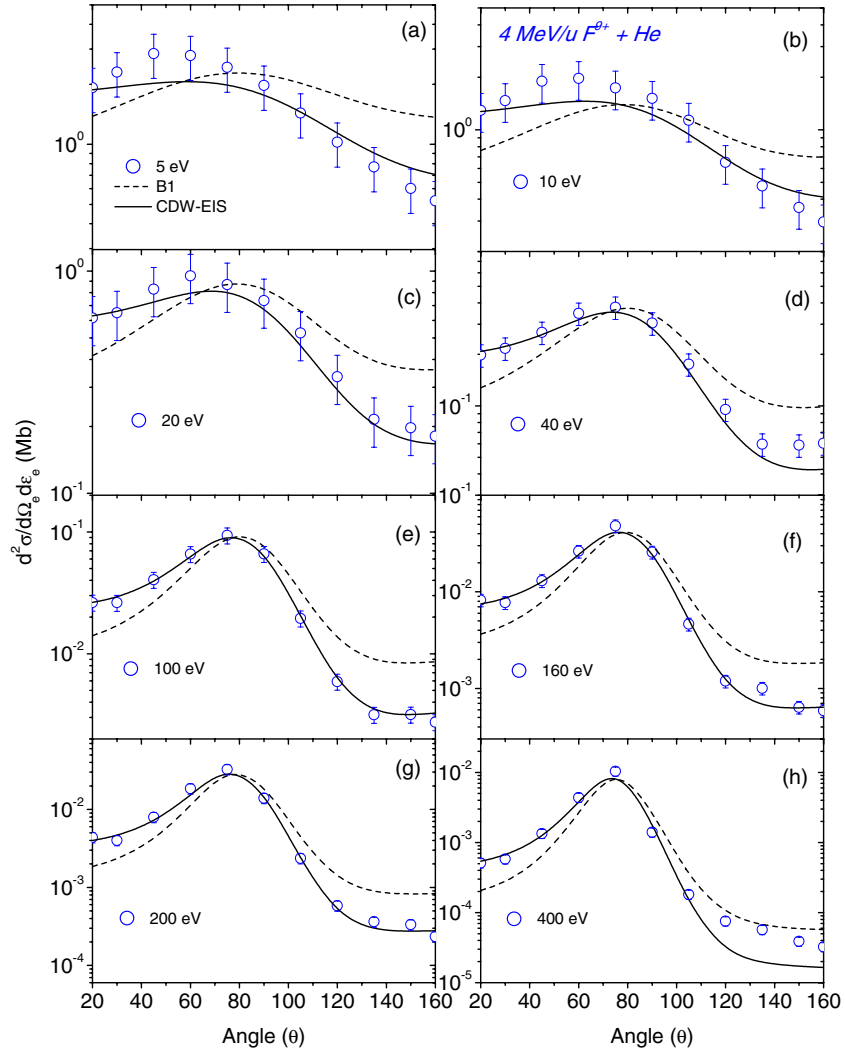 (a)
4 MeV/u F⁹⁺ + He
(b)
10⁰
5 eV
B1
CDW-EIS
10⁰
10 eV
10⁰
(c)
20 eV
10⁻¹
(d)
10⁻¹
40 eV
10⁻¹
d²σ/dΩₑdεₑ (Mb)
10⁻¹
(e)
10⁻²
100 eV
(f)
10⁻²
160 eV
10⁻³
(g)
10⁻²
10⁻³
200 eV
10⁻⁴
(h)
10⁻²
10⁻³
10⁻⁴
400 eV
10⁻⁵
20 40 60 80 100 120 140 160
20 40 60 80 100 120 140 160
Angle (θ)
Angle (θ)